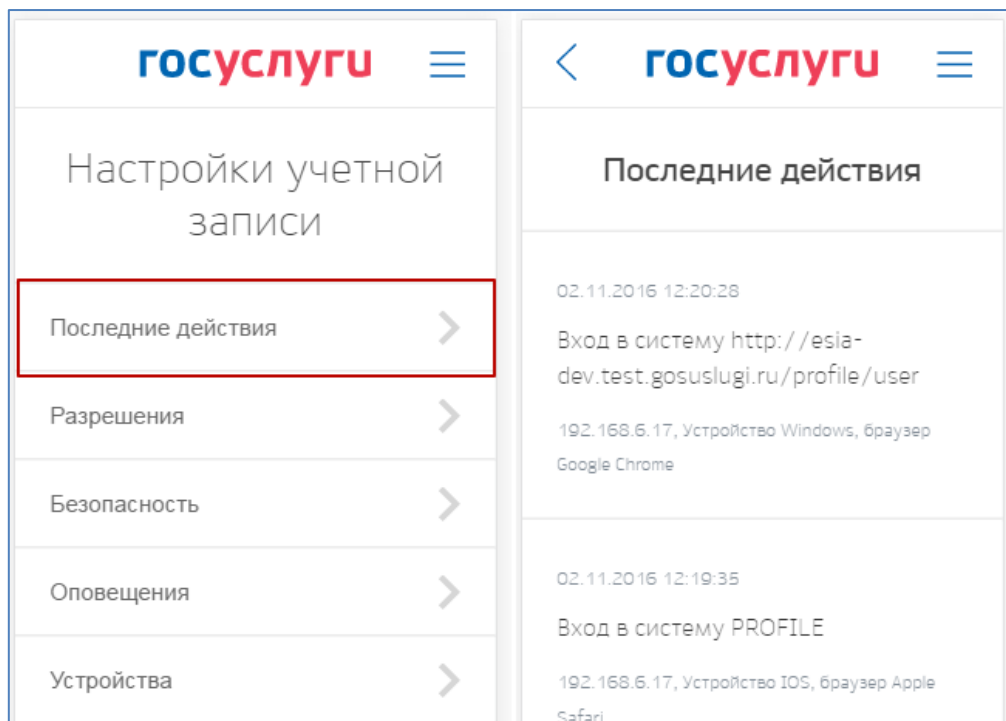 госуслуги
Настройки учетной
записи
Последние действия
Разрешения
Безопасность
Оповещения
Устройства
госуслуги
Последние действия
02.11.2016 12:20:28
Вход в систему http://esia-
dev.test.gosuslugi.ru/profile/user
192.168.6.17, Устройство Windows, браузер
Google Chrome
02.11.2016 12:19:35
Вход в систему PROFILE
192.168.6.17, Устройство IOS, браузер Apple
Safari